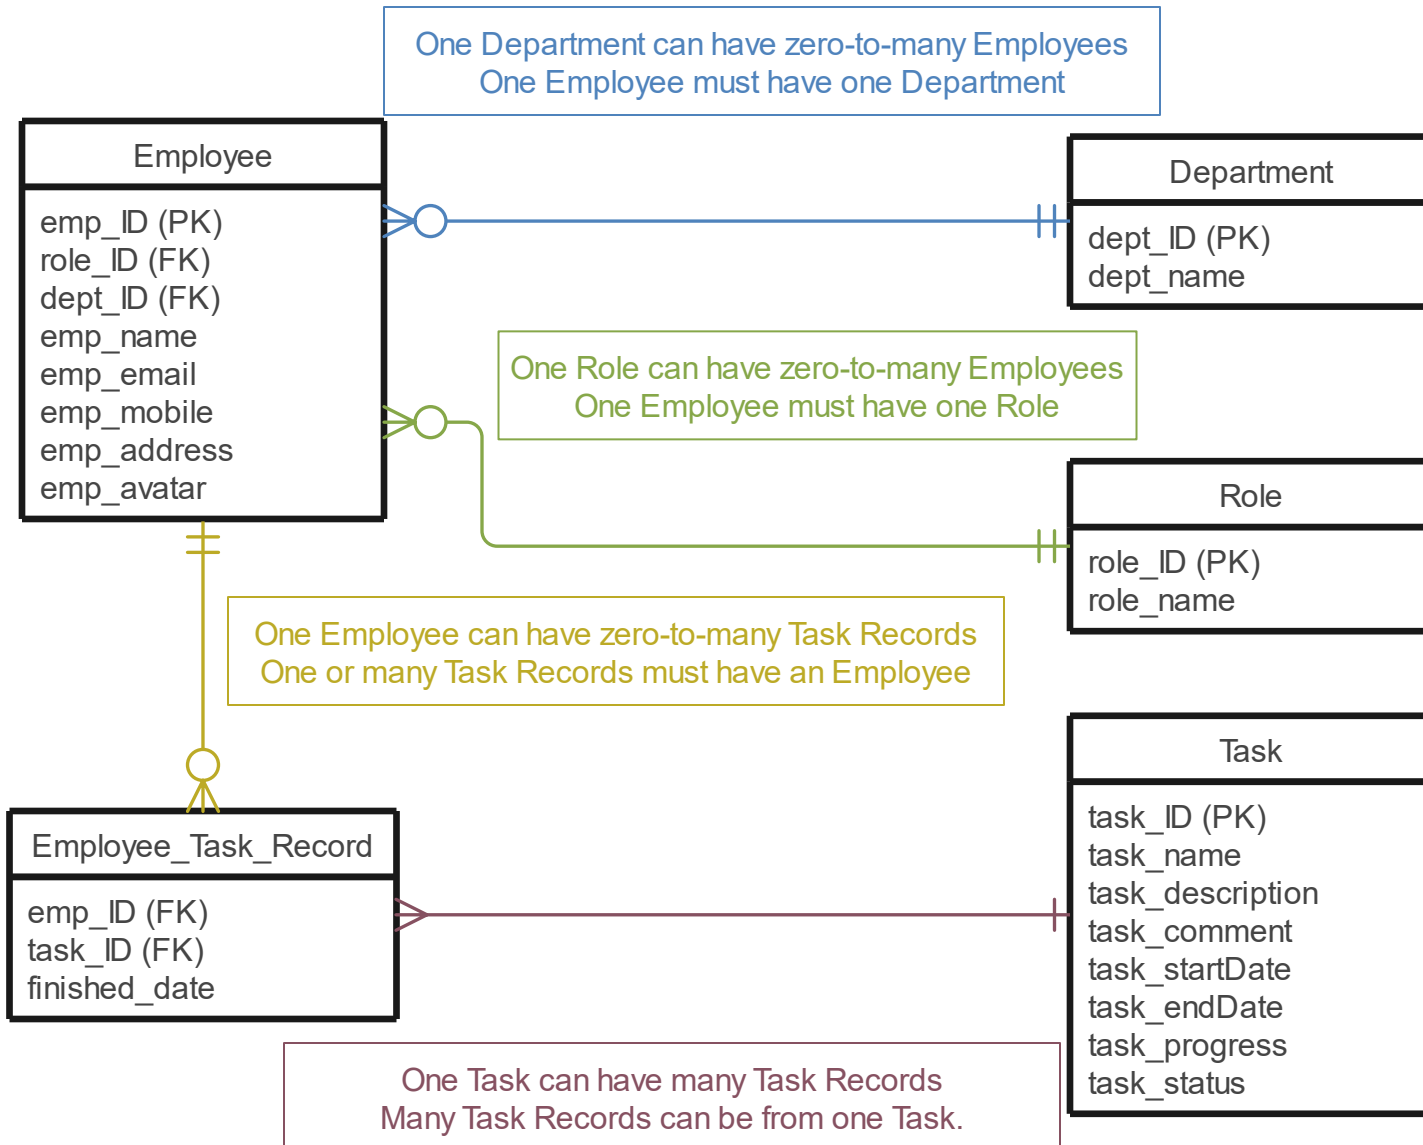 One Department can have zero-to-many Employees
One Employee must have one Department
Employee
emp_ID (PK)
role_ID (FK)
dept_ID (FK)
emp_name
emp_email
emp_mobile
emp_address
emp_avatar
Department
dept_ID (PK)
dept_name
One Role can have zero-to-many Employees
One Employee must have one Role
Role
role_ID (PK)
role_name
One Employee can have zero-to-many Task Records
One or many Task Records must have an Employee
Task
task_ID (PK)
task_name
task_description
task_comment
task_startDate
task_endDate
task_progress
task_status
Employee_Task_Record
emp_ID (FK)
task_ID (FK)
finished_date
One Task can have many Task Records
Many Task Records can be from one Task.